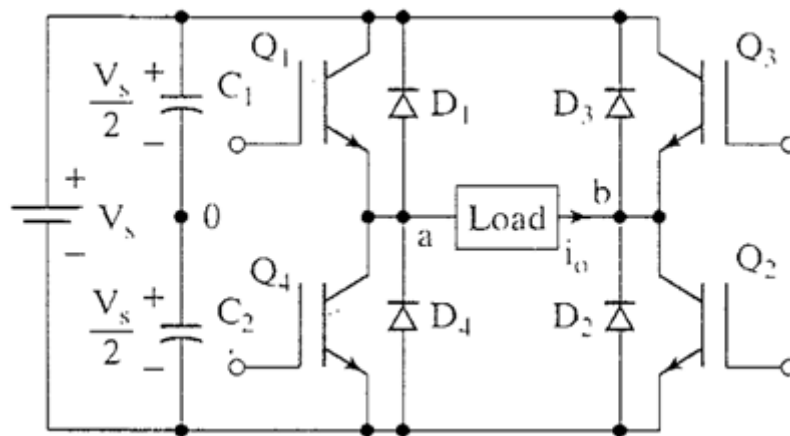 Q1
Q3
Vs
2
+
−
C1
D1
D3
+
Vs
−
0
a
Load
b
io
Vs
2
+
−
C2
Q4
D4
D2
Q2